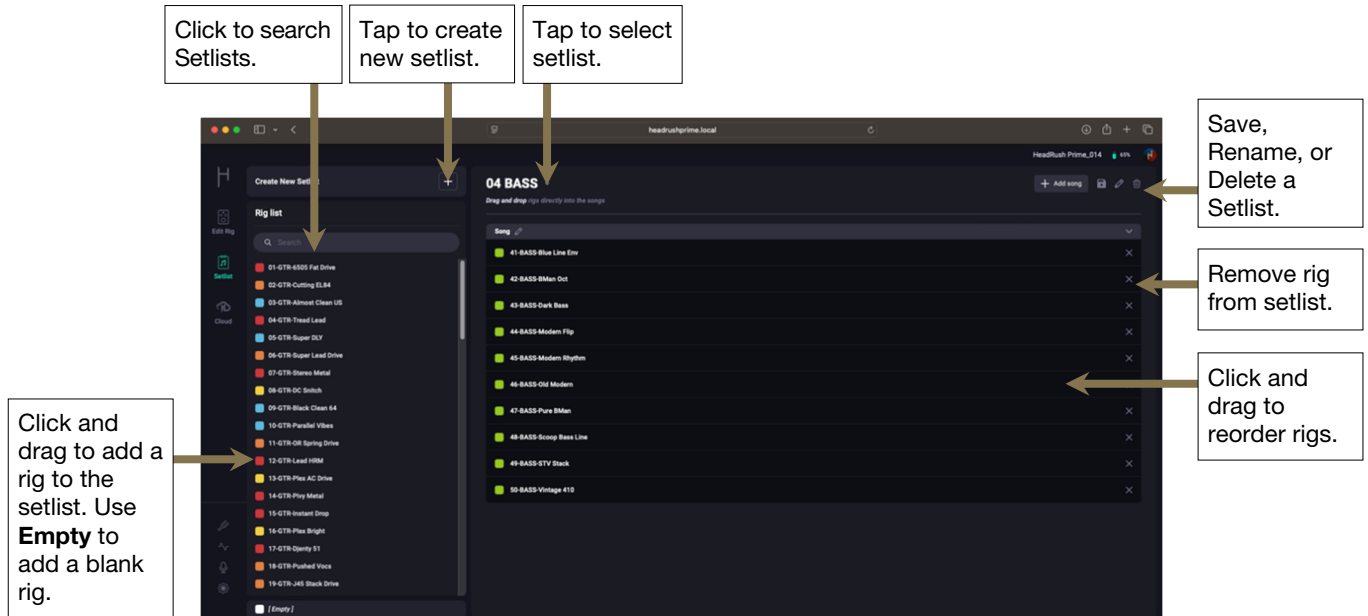 Click to search
Setlists.
Tap to create
new setlist.
Tap to select
setlist.
Save,
Rename, or
Delete a
Setlist.
Remove rig
from setlist.
Click and
drag to
reorder rigs.
Click and
drag to add a
rig to the
setlist. Use
Empty to
add a blank
rig.
headrushprime.local
HeadRush Prime_014
65%
Edit Rig
Setlist
Cloud
Create New
Rig list
Search
01-GTR-6505 Fat Drive
02-GTR-Cutting EL84
03-GTR-Almost Clean US
04-GTR-Tread Lead
05-GTR-Super DLY
06-GTR-Super Lead Drive
07-GTR-Stereo Metal
08-GTR-DC Snitch
09-GTR-Black Clean 64
10-GTR-Parallel Vibes
11-GTR-OR Spring Drive
12-GTR-Lead HRM
13-GTR-Plex AC Drive
14-GTR-Pivy Metal
15-GTR-Instant Drop
16-GTR-Plex Bright
17-GTR-Djenty 51
18-GTR-Pushed Vocs
19-GTR-J45 Stack Drive
[Empty]
04 BASS
+ Add song
Drag and drop rigs directly into the songs
Song
41-BASS-Blue Line Env
42-BASS-BMan Oct
43-BASS-Dark Bass
44-BASS-Modern Flip
45-BASS-Modern Rhythm
46-BASS-Old Modern
47-BASS-Pure BMan
48-BASS-Scoop Bass Line
49-BASS-STV Stack
50-BASS-Vintage 410